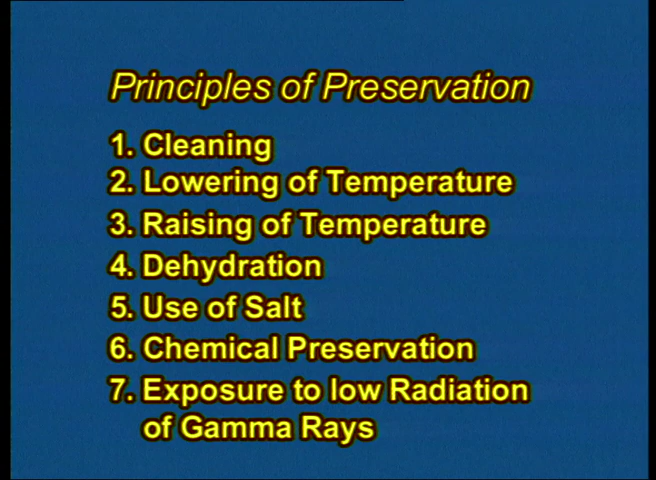 Principles of Preservation
1. Cleaning
2. Lowering of Temperature
3. Raising of Temperature
4. Dehydration
5. Use of Salt
6. Chemical Preservation
7. Exposure to low Radiation
of Gamma Rays